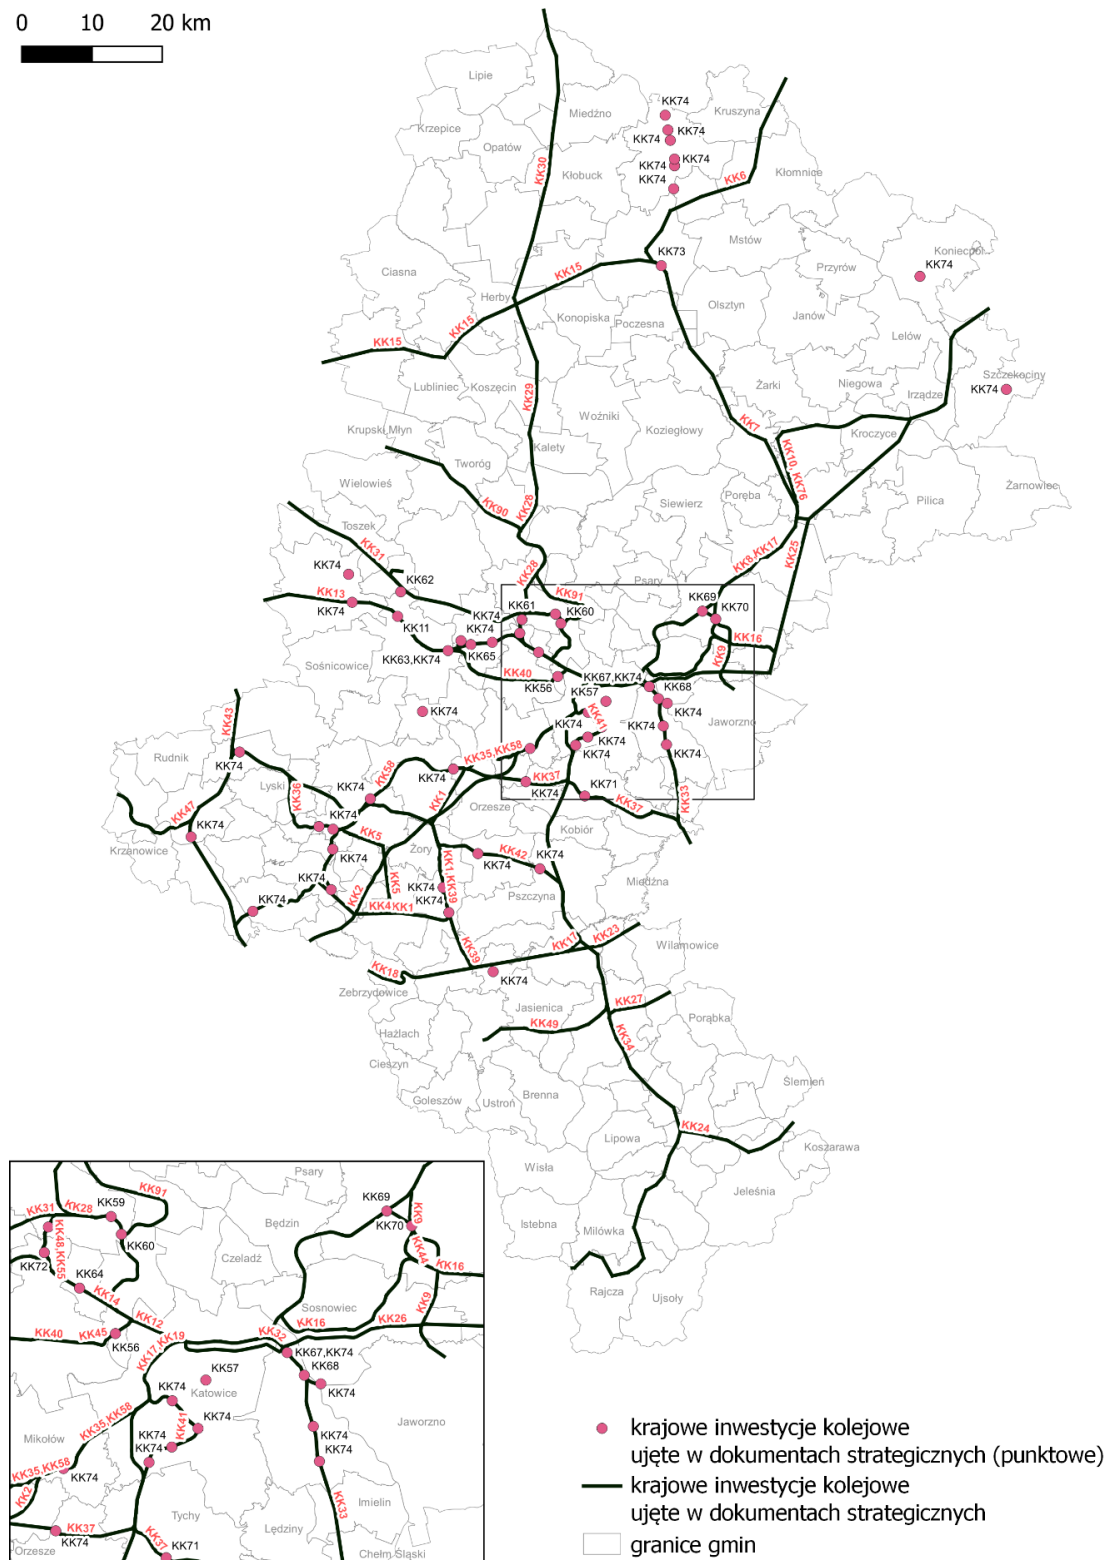 0 10 20 km
Lipie
Miedźno
KK74
Kruszyna
Krzepice
KK74
Opatów
KK74
KK74
KK74
KK30
Kłobuck
KK74
KK6
Kłomnice
Mstów
Koniecpol
KK73
KK74
Ciasna
KK15
Przyrów
Herby
Olsztyn
Janów
Konopiska
Poczesna
KK15
KK15
Lelów
Szczekociny
Lubliniec
Koszęcin
KK29
Żarki
Niegowa
Irządze
KK74
Woźniki
KK7
Krupski Młyn
Koziegłowy
Kroczyce
Kalety
KK10, KK76
Tworóg
Wielowieś
Siewierz
Poręba
Pilica
Żarnowiec
KK90
KK28
Toszek
KK31
KK8,KK17
KK25
KK74
KK28
Psary
KK62
KK91
KK13
KK69
KK74
KK61
KK60
KK70
KK74
KK11
KK74
KK16
KK63,KK74
KK65
KK9
Sośnicowice
KK40
KK67,KK74
KK56
KK57
KK68
KK43
KK74
KK74
KK41
KK74
Jaworzno
KK74
KK74
KK35,KK58
KK74
KK74
Rudnik
KK74
KK58
Lyski
KK74
KK74
KK37
KK74
KK71
KK36
KK1
Orzesze
KK37
KK33
KK47
KK74
KK74
KK5
Kobiór
Krzanowice
KK74
Żory
KK42
KK74
KK74
KK1,KK39
Miedźna
KK74
KK5
KK74
Pszczyna
KK74
KK2
KK4
KK1
KK74
KK23
KK17
Wilamowice
KK39
KK18
KK74
Zebrzydowice
KK27
Jasienica
Porąbka
KK49
Hażlach
KK34
Cieszyn
Ślemień
Goleszów
Ustroń
Brenna
KK24
Lipowa
Koszarawa
Wisła
Jeleśnia
Istebna
Milówka
Rajcza
Ujsoły
Psary
KK91
KK59
KK69
KK31
KK28
Będzin
KK70
KK9
KK60
KK48,KK55
Czeladź
KK44
KK72
KK64
KK16
KK14
Sosnowiec
KK9
KK12
KK16
KK26
KK40
KK45
KK32
KK56
KK17,KK19
KK67,KK74
KK57
KK68
KK74
Katowice
KK74
KK35,KK58
KK41
KK74
Jaworzno
Mikołów
KK74
KK74
KK74
KK35,KK58
KK74
KK2
KK33
Imielin
Tychy
KK37
Lędziny
KK74
KK37
Orzesze
KK71
Chełm Śląski
krajowe inwestycje kolejowe
ujęte w dokumentach strategicznych (punktowe)
krajowe inwestycje kolejowe
ujęte w dokumentach strategicznych
granice gmin